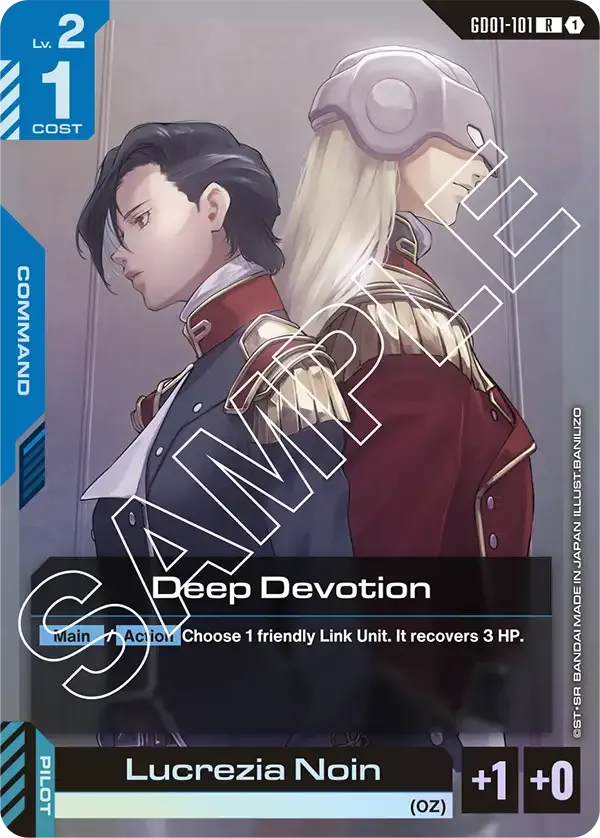 GD01-101 R 1
Lv. 2
1
COST
COMMAND
SAMPLE
Deep Devotion
Main / Action Choose 1 friendly Link Unit. It recovers 3 HP.
©ST・SR BANDAI MADE IN JAPAN ILLUST.BANILIZO
PILOT
Lucrezia Noin
(OZ)
+1 +0